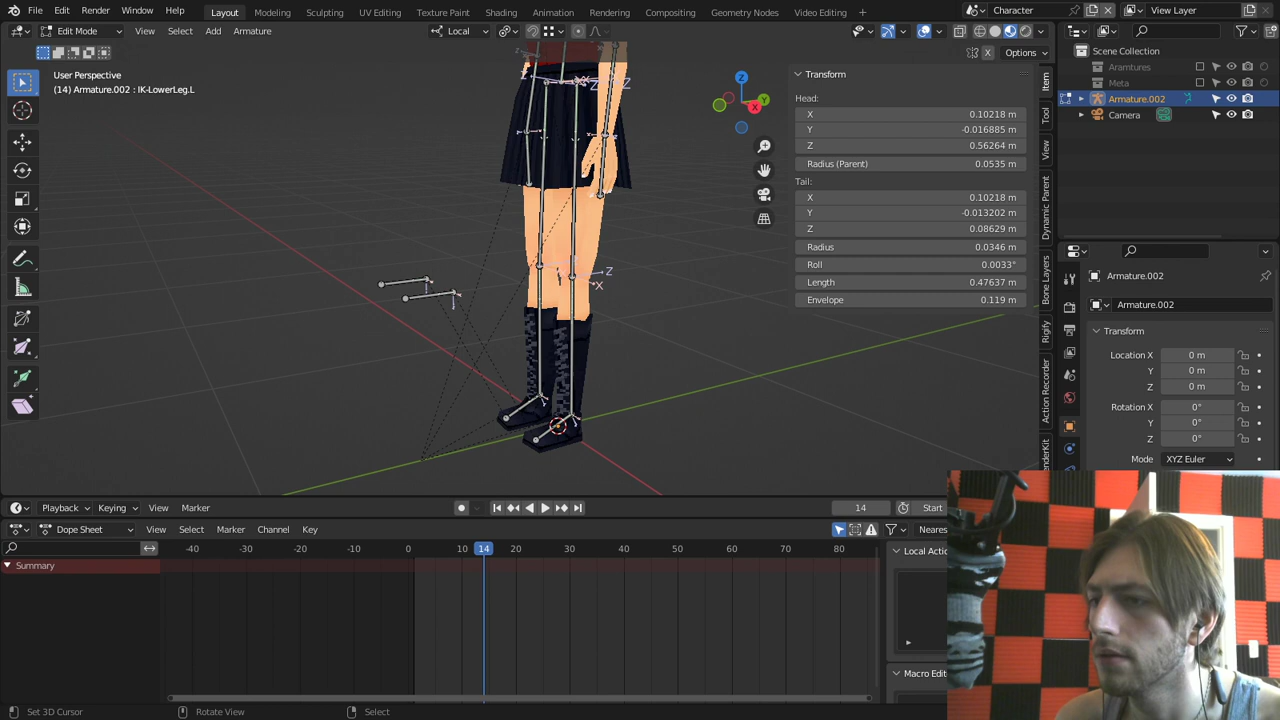 File Edit Render Window Help Layout Modeling Sculpting UV Editing Texture Paint Shading Animation Rendering Compositing Geometry Nodes Video Editing + Character View Layer
Edit Mode View Select Add Armature Local
Options
User Perspective
(14) Armature.002 : IK-LowerLeg.L
Z
Y
X
Z
X
Z
Z
X
Transform
Head:
X 0.10218 m
Y -0.016885 m
Z 0.56264 m
Radius (Parent) 0.0535 m
Tail:
X 0.10218 m
Y -0.013202 m
Z 0.08629 m
Radius 0.0346 m
Roll 0.0033°
Length 0.47637 m
Envelope 0.119 m
Item
Tool
View
Dynamic Parent
Bone Layers
Rigify
Action Recorder
enderKit
Scene Collection
Aramtures
Meta
Armature.002
Camera
Armature.002
Armature.002
Transform
Location X 0 m
Y 0 m
Z 0 m
Rotation X 0°
Y 0°
Z 0°
Mode XYZ Euler
Playback Keying View Marker 14 Start
Dope Sheet View Select Marker Channel Key Neares
-40 -30 -20 -10 0 10 14 20 30 40 50 60 70 80
Summary
Local Actio
Macro Edit
Set 3D Cursor Rotate View Select